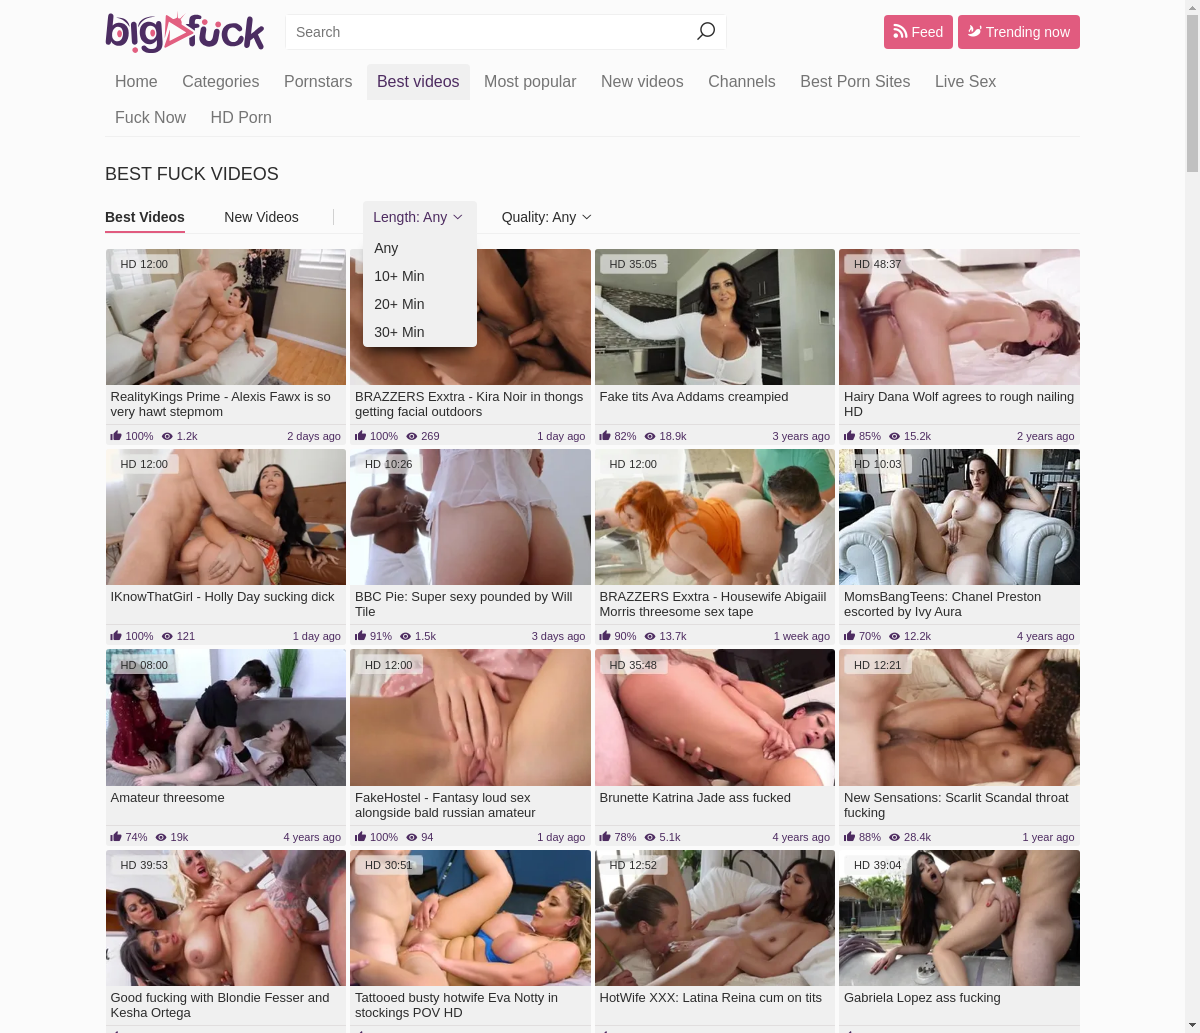 bigfuck
Search
Feed
Trending now
Home Categories Pornstars Best videos Most popular New videos Channels Best Porn Sites Live Sex
Fuck Now HD Porn
BEST FUCK VIDEOS
Best Videos New Videos Length: Any Quality: Any
Any
10+ Min
20+ Min
30+ Min
HD 12:00
RealityKings Prime - Alexis Fawx is so
very hawt stepmom
100% 1.2k 2 days ago
BRAZZERS Exxtra - Kira Noir in thongs
getting facial outdoors
100% 269 1 day ago
HD 35:05
Fake tits Ava Addams creampied
82% 18.9k 3 years ago
HD 48:37
Hairy Dana Wolf agrees to rough nailing
HD
85% 15.2k 2 years ago
HD 12:00
IKnowThatGirl - Holly Day sucking dick
100% 121 1 day ago
HD 10:26
BBC Pie: Super sexy pounded by Will
Tile
91% 1.5k 3 days ago
HD 12:00
BRAZZERS Exxtra - Housewife Abigaiil
Morris threesome sex tape
90% 13.7k 1 week ago
HD 10:03
MomsBangTeens: Chanel Preston
escorted by Ivy Aura
70% 12.2k 4 years ago
HD 08:00
Amateur threesome
74% 19k 4 years ago
HD 12:00
FakeHostel - Fantasy loud sex
alongside bald russian amateur
100% 94 1 day ago
HD 35:48
Brunette Katrina Jade ass fucked
78% 5.1k 4 years ago
HD 12:21
New Sensations: Scarlit Scandal throat
fucking
88% 28.4k 1 year ago
HD 39:53
Good fucking with Blondie Fesser and
Kesha Ortega
HD 30:51
Tattooed busty hotwife Eva Notty in
stockings POV HD
HD 12:52
HotWife XXX: Latina Reina cum on tits
HD 39:04
Gabriela Lopez ass fucking